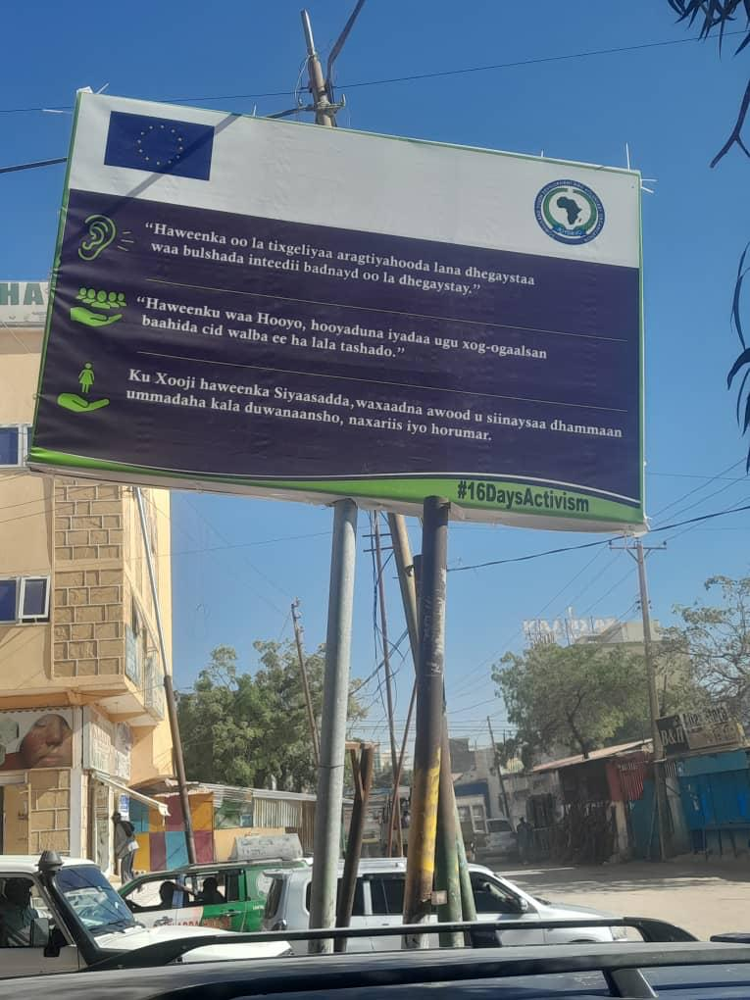 “Haweenka oo la tixgeliyaa aragtiyahooda lana dhegaystaa
waa bulshada inteedii badnayd oo la dhegaystay.”
“Haweenku waa Hooyo, hooyaduna iyadaa ugu xog-ogaalsan
baahida cid walba ee ha lala tashado.”
Ku Xooji haweenka Siyaasadda, waxaadna awood u siinaysaa dhammaan
ummadaha kala duwanaansho, naxariis iyo horumar.
#16DaysActivism
HA